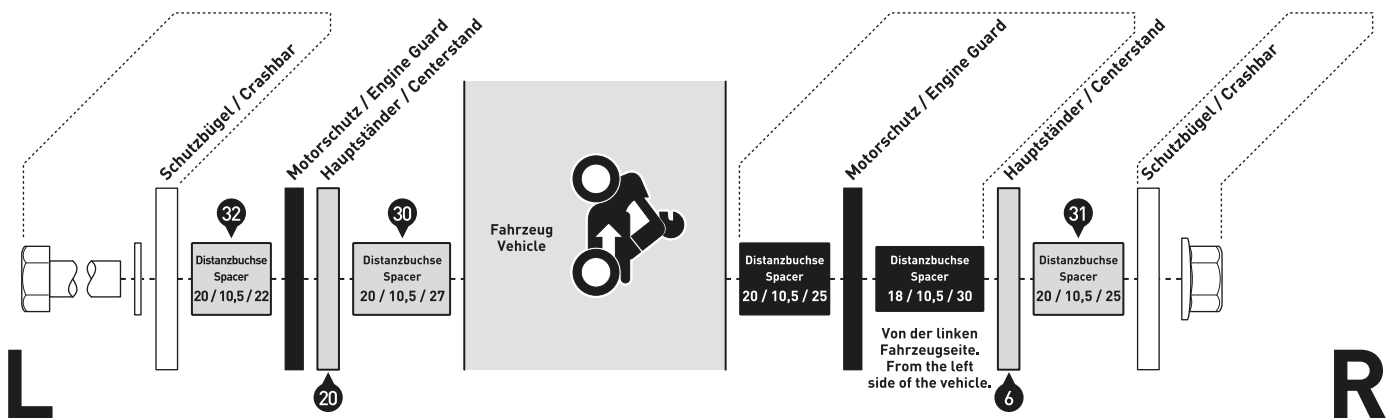 Schutzbügel / Crashbar
Motorschutz / Engine Guard
Hauptständer / Centerstand
Motorschutz / Engine Guard
Hauptständer / Centerstand
Schutzbügel / Crashbar
32
30
31
Fahrzeug
Vehicle
Distanzbuchse
Spacer
20 / 10,5 / 22
Distanzbuchse
Spacer
20 / 10,5 / 27
Distanzbuchse
Spacer
20 / 10,5 / 25
Distanzbuchse
Spacer
18 / 10,5 / 30
Distanzbuchse
Spacer
20 / 10,5 / 25
Von der linken
Fahrzeugseite.
From the left
side of the vehicle.
L
20
6
R